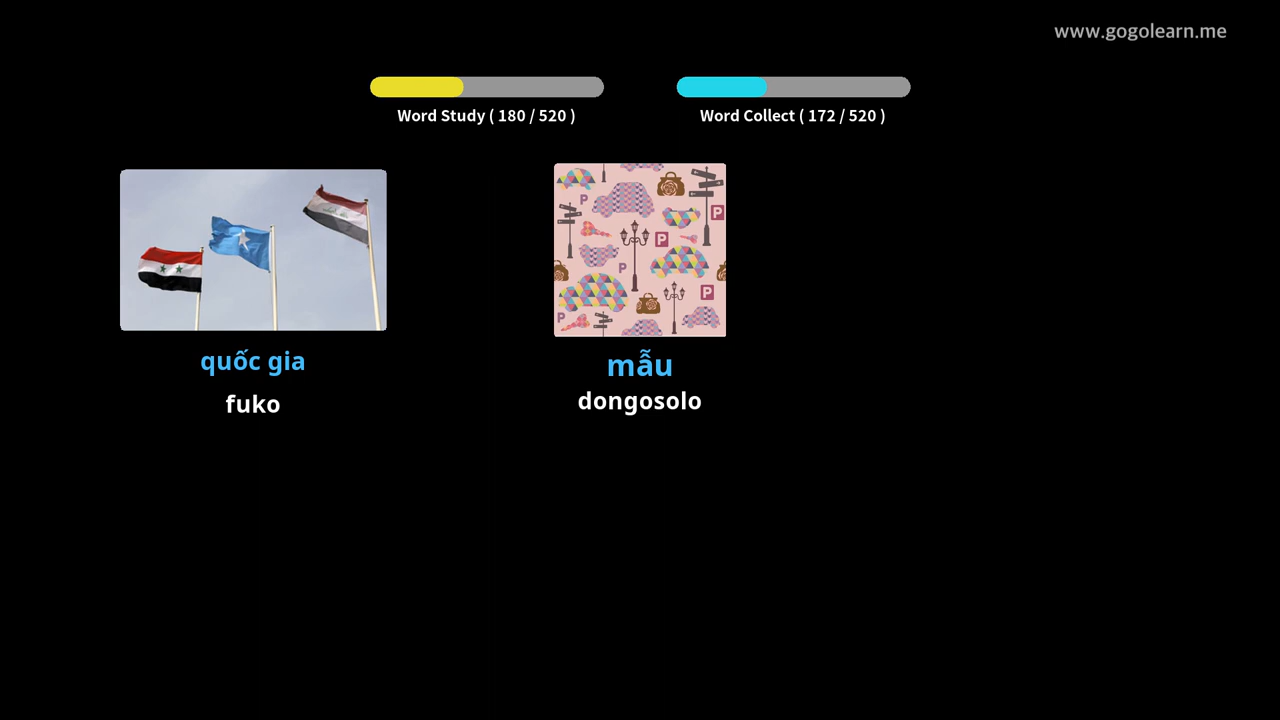 www.gogolearn.me
Word Study ( 180 / 520 )
Word Collect ( 172 / 520 )
P
P
P
P
P
P
quốc gia
mẫu
fuko
dongosolo